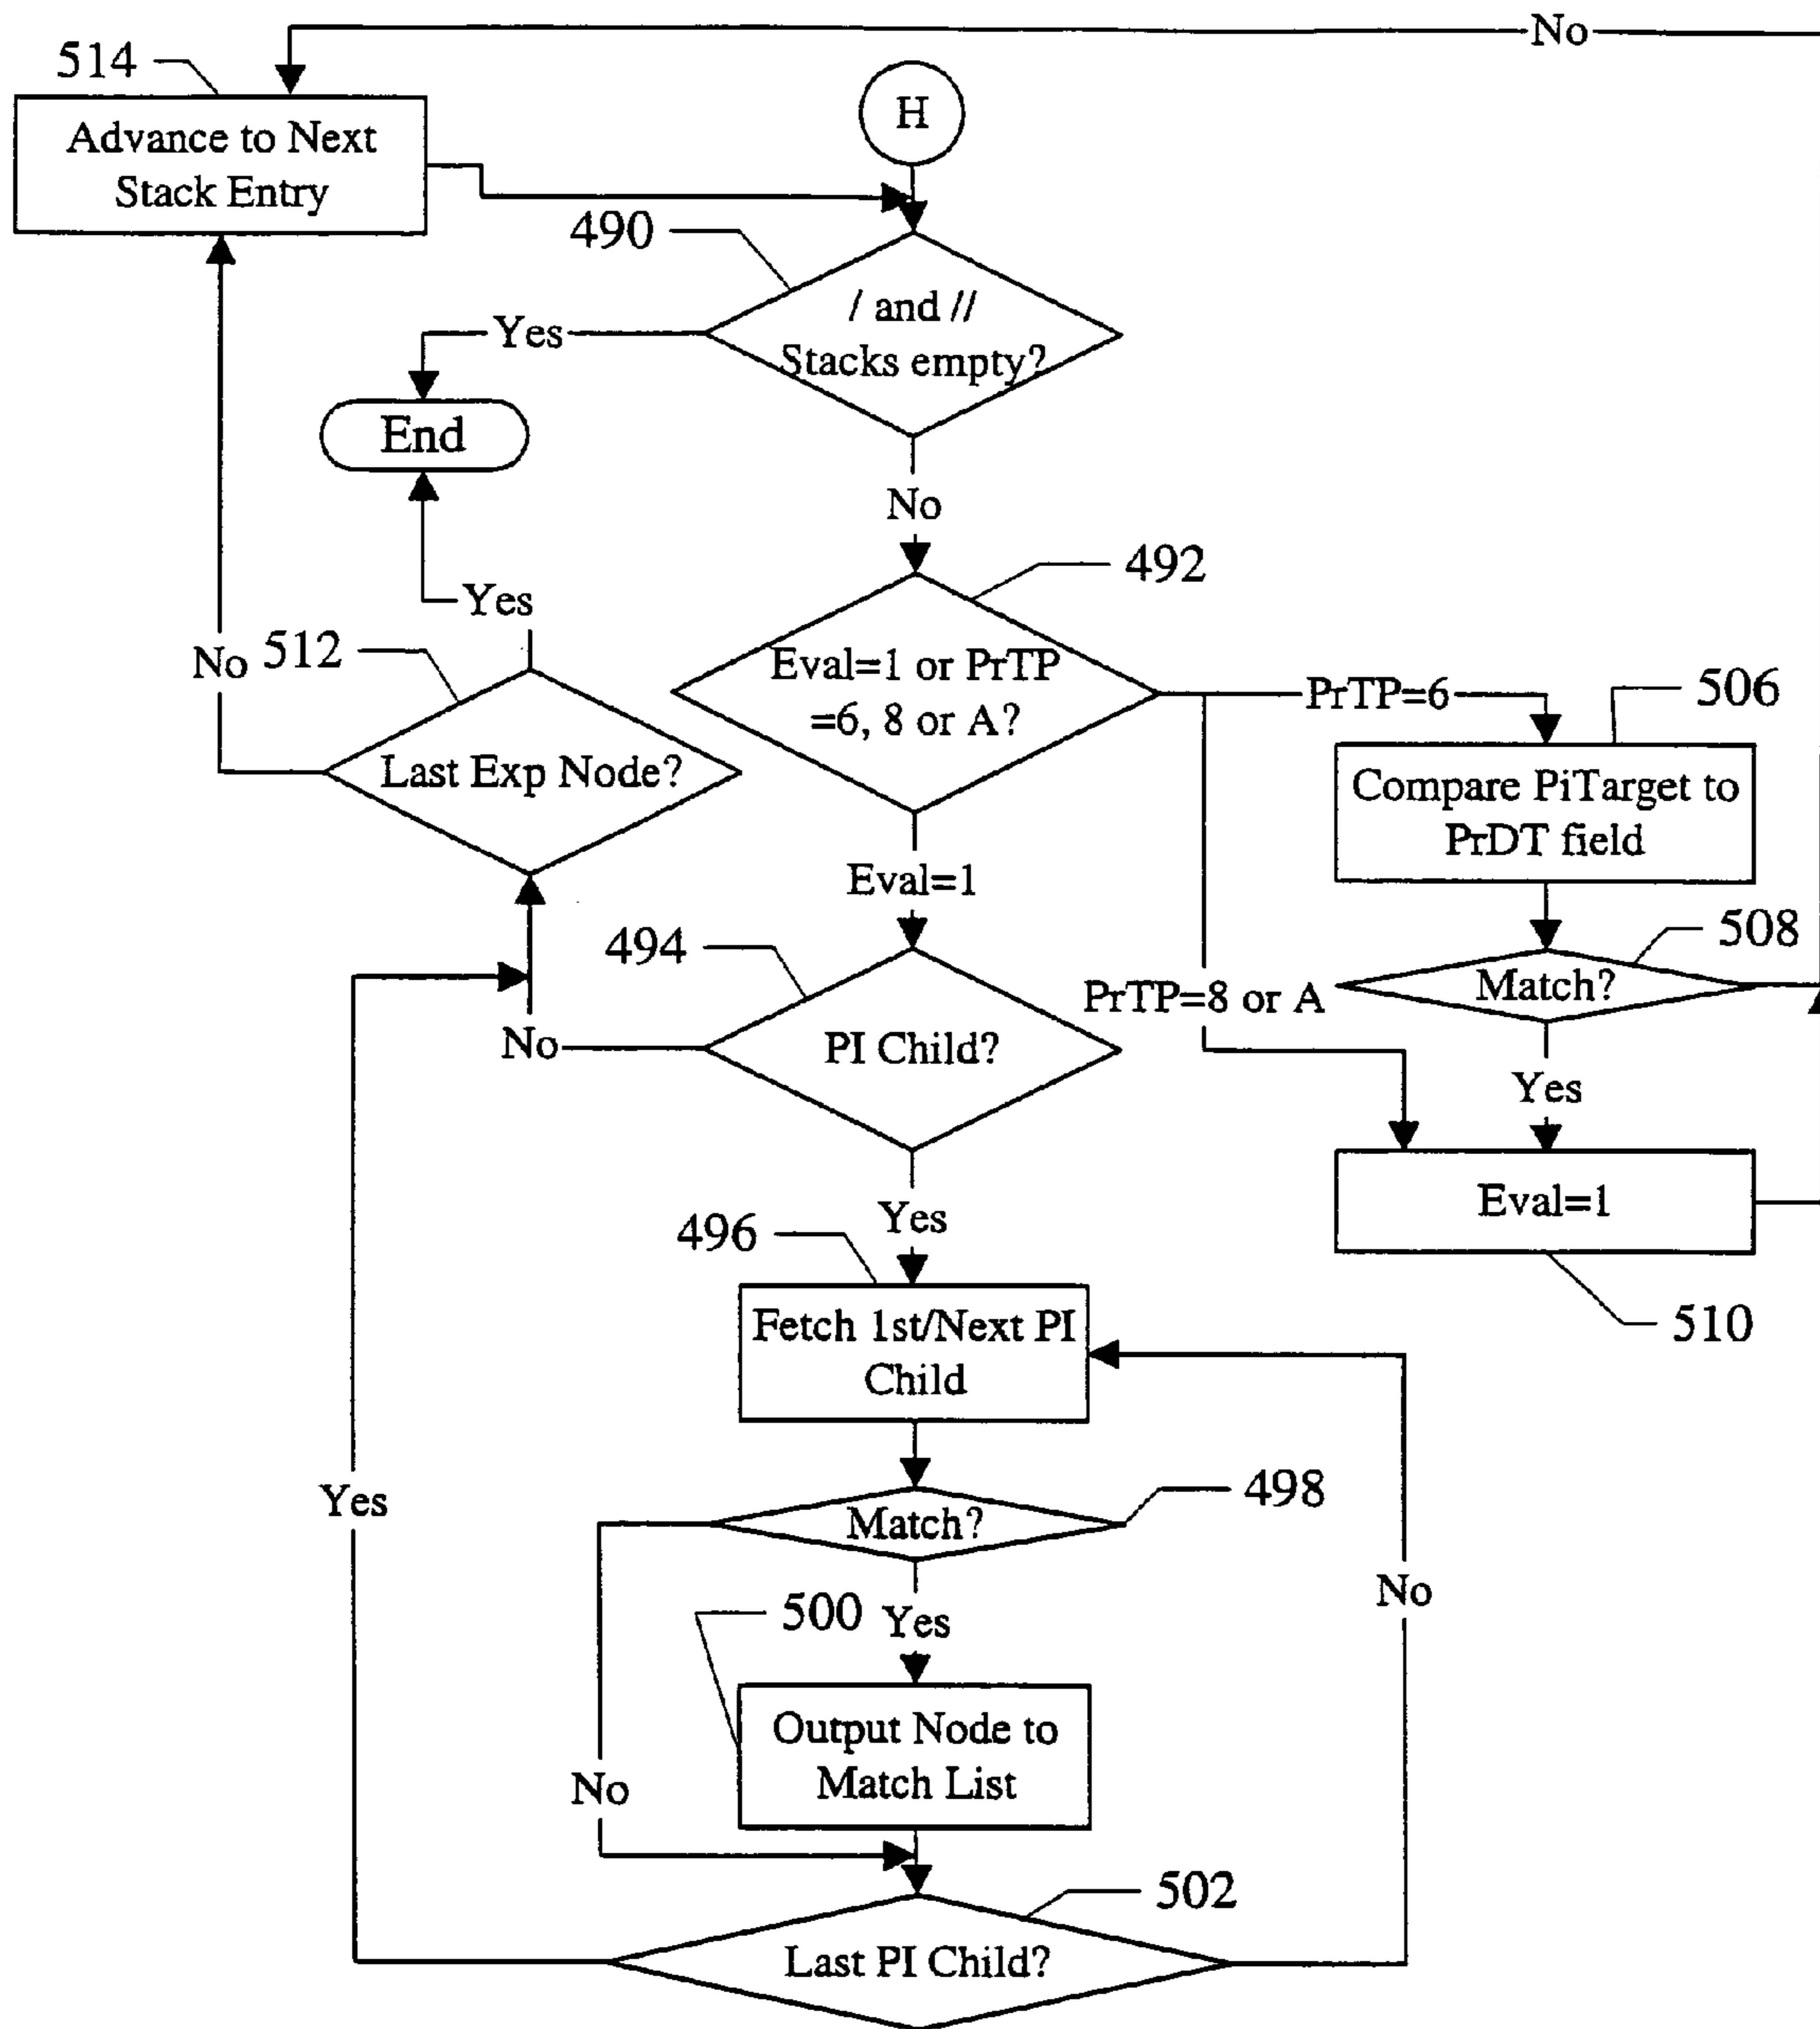 No
514
H
Advance to Next
Stack Entry
490
/ and //
Stacks empty?
Yes
End
No
492
Yes
No
512
Eval=1 or PrTP
=6, 8 or A?
PrTP=6
506
Last Exp Node?
Compare PiTarget to
PrDT field
Eval=1
494
508
Match?
PrTP=8 or A
No
PI Child?
Yes
Yes
496
Eval=1
Fetch 1st/Next PI
Child
510
Yes
498
Match?
No
500
Yes
Output Node to
Match List
No
502
Last PI Child?